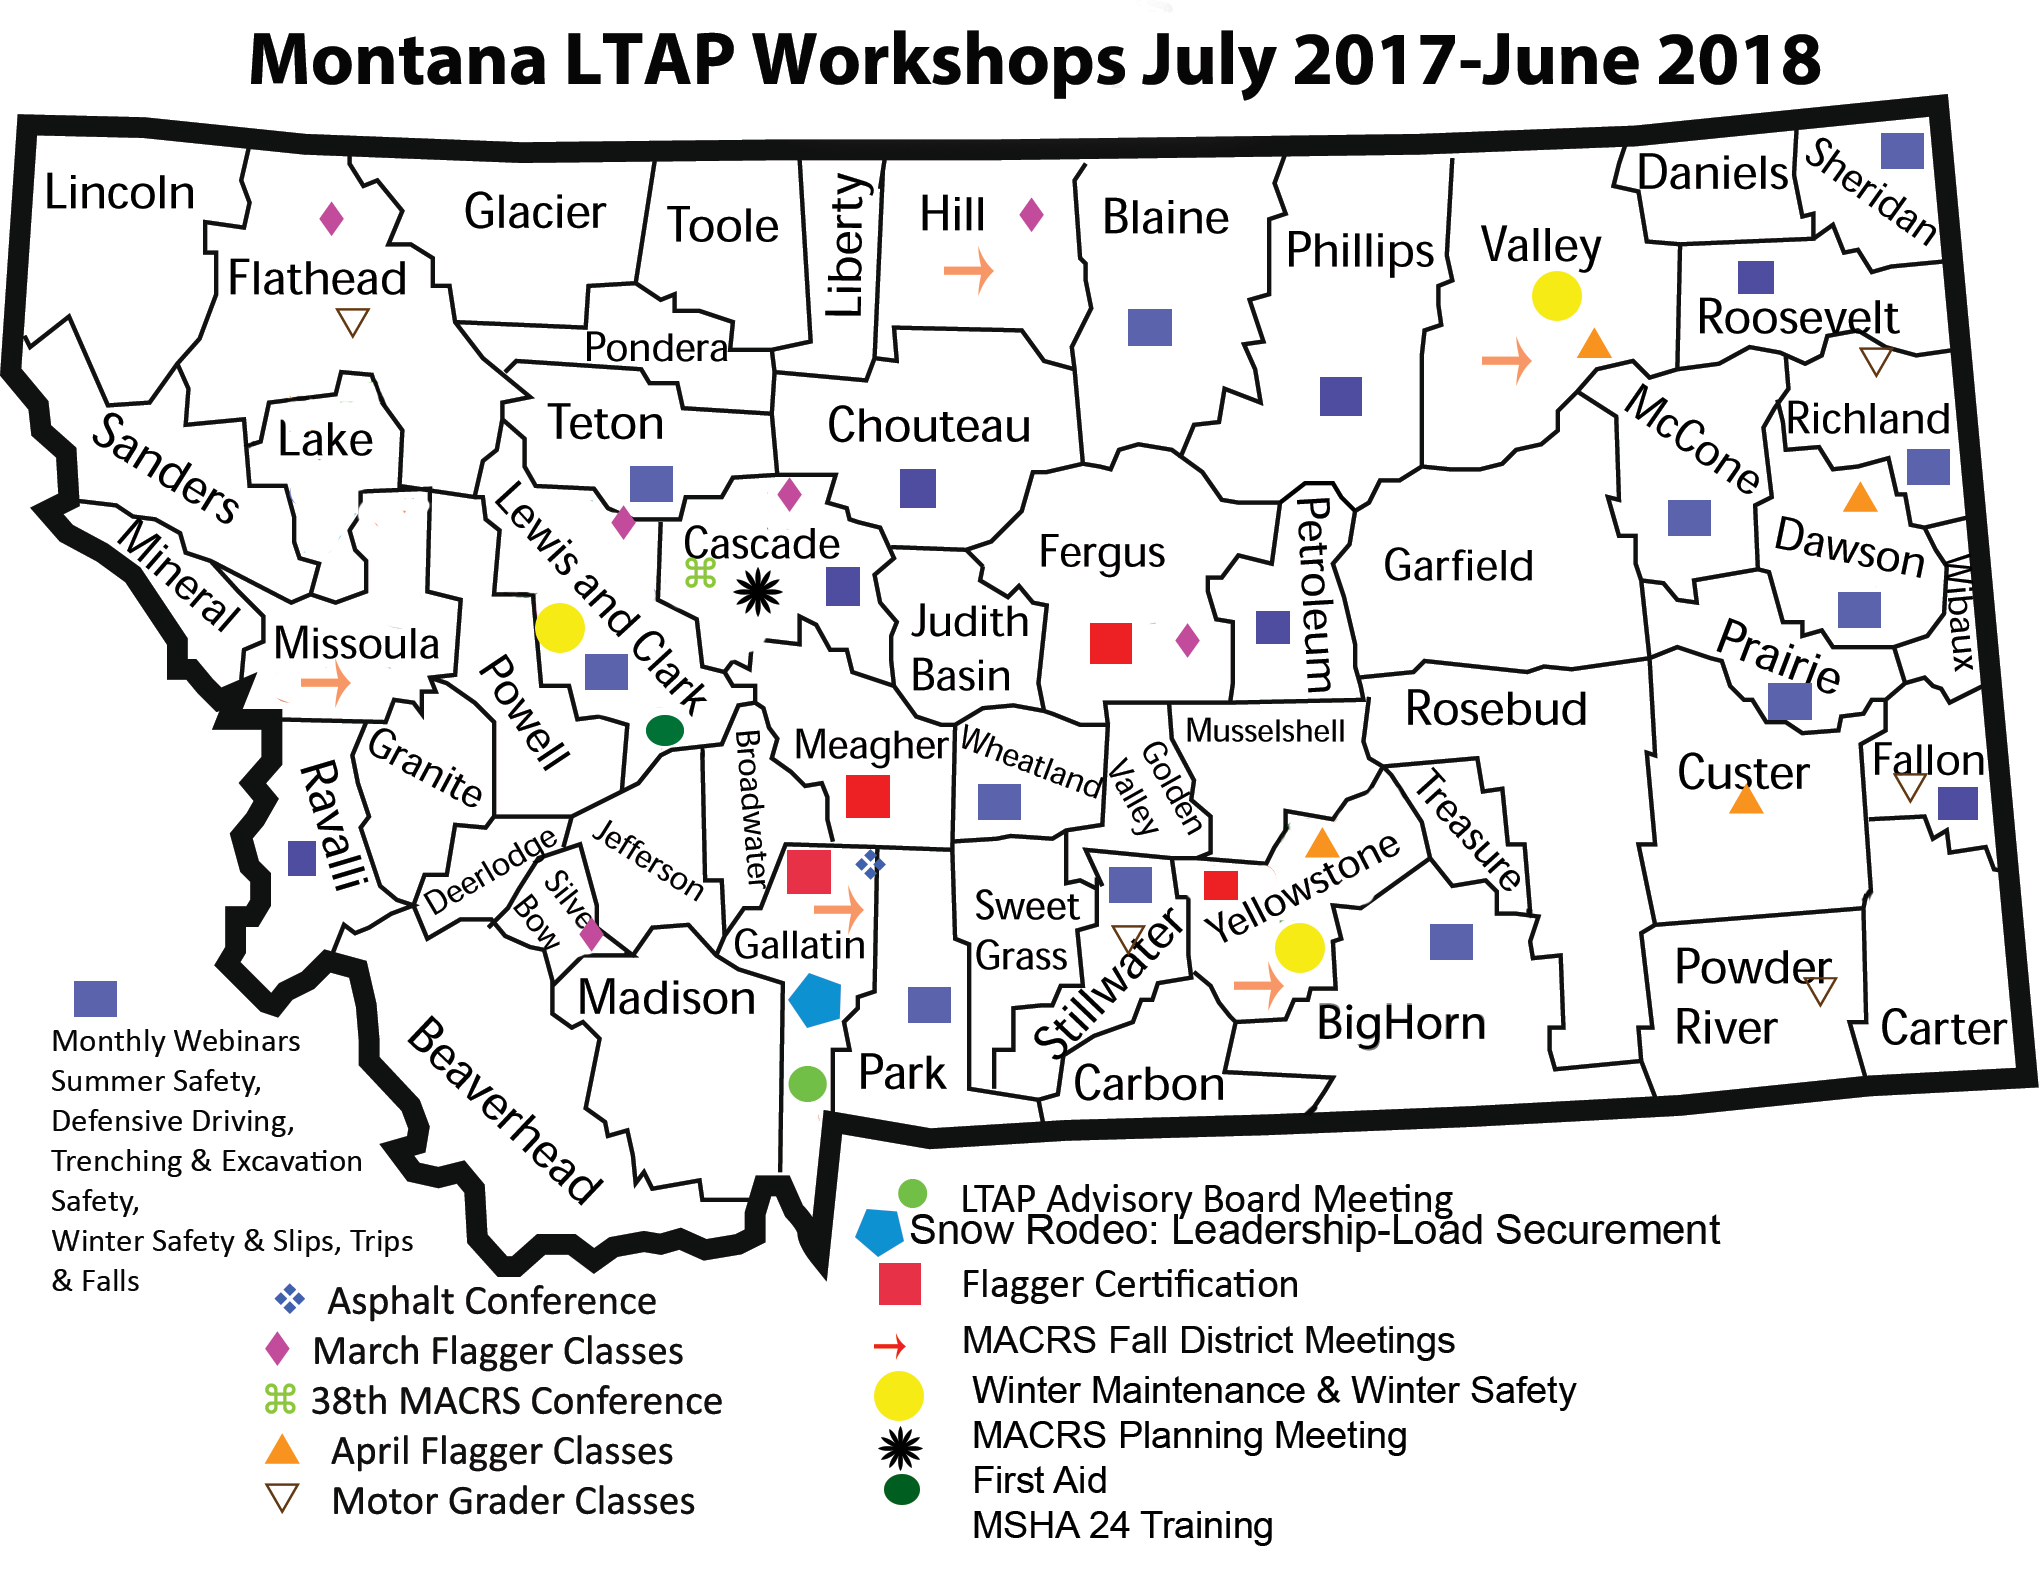 Montana LTAP Workshops July 2017-June 2018
Lincoln
Flathead
Glacier
Toole
Liberty
Hill
Blaine
Phillips
Valley
Daniels
Sheridan
Roosevelt
Pondera
Teton
Chouteau
Lake
Sanders
Mineral
Missoula
Lewis and Clark
Cascade
Fergus
Judith
Basin
Petroleum
Garfield
McCone
Richland
Dawson
Wibaux
Prairie
Powell
Granite
Ravalli
Meagher
Broadwater
Wheatland
Golden
Valley
Musselshell
Rosebud
Treasure
Custer
Fallon
Deerlodge
Silver
Bow
Jefferson
Gallatin
Madison
Beaverhead
Park
Sweet
Grass
Stillwater
Yellowstone
Carbon
BigHorn
Powder
River
Carter
Monthly Webinars
Summer Safety,
Defensive Driving,
Trenching & Excavation
Safety,
Winter Safety & Slips, Trips
& Falls
Asphalt Conference
March Flagger Classes
38th MACRS Conference
April Flagger Classes
Motor Grader Classes
LTAP Advisory Board Meeting
Snow Rodeo: Leadership-Load Securement
Flagger Certification
MACRS Fall District Meetings
Winter Maintenance & Winter Safety
MACRS Planning Meeting
First Aid
MSHA 24 Training